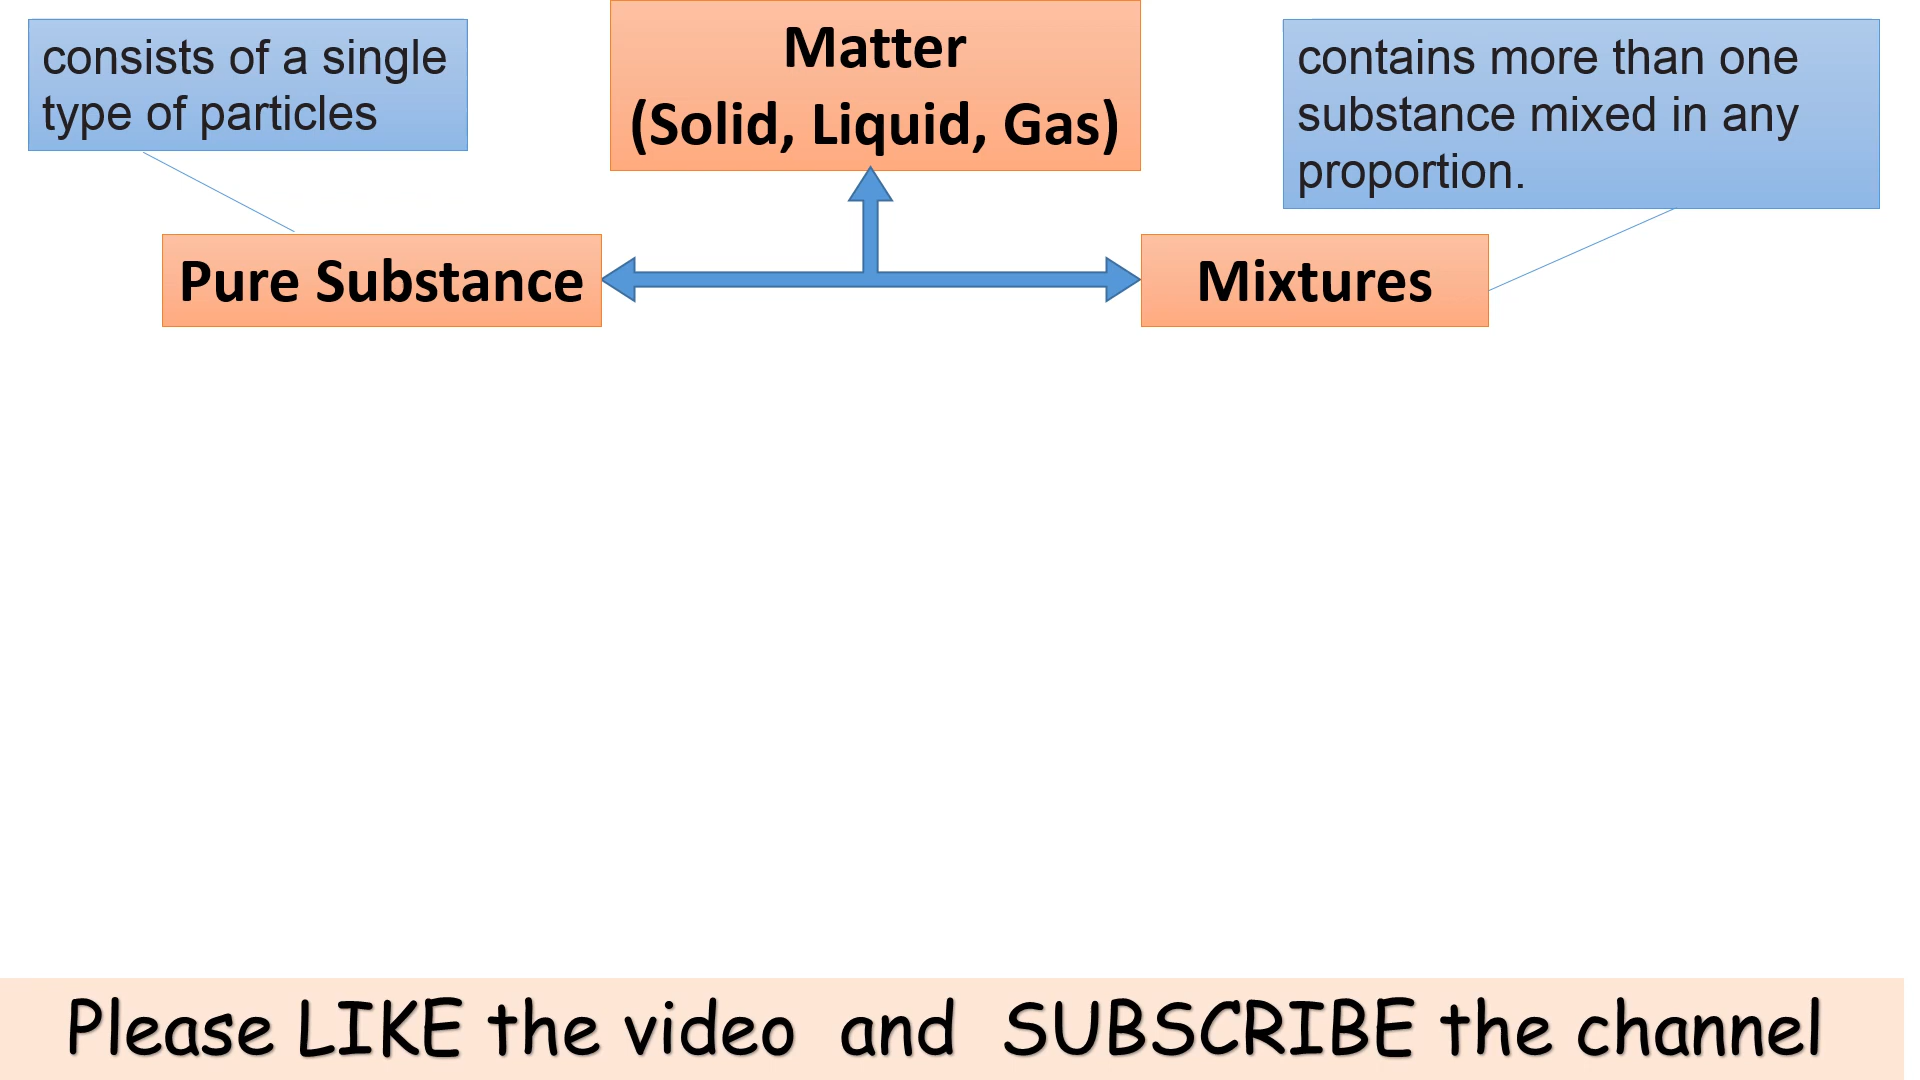 consists of a single
type of particles
Matter
(Solid, Liquid, Gas)
contains more than one
substance mixed in any
proportion.
Pure Substance
Mixtures
Please LIKE the video and SUBSCRIBE the channel